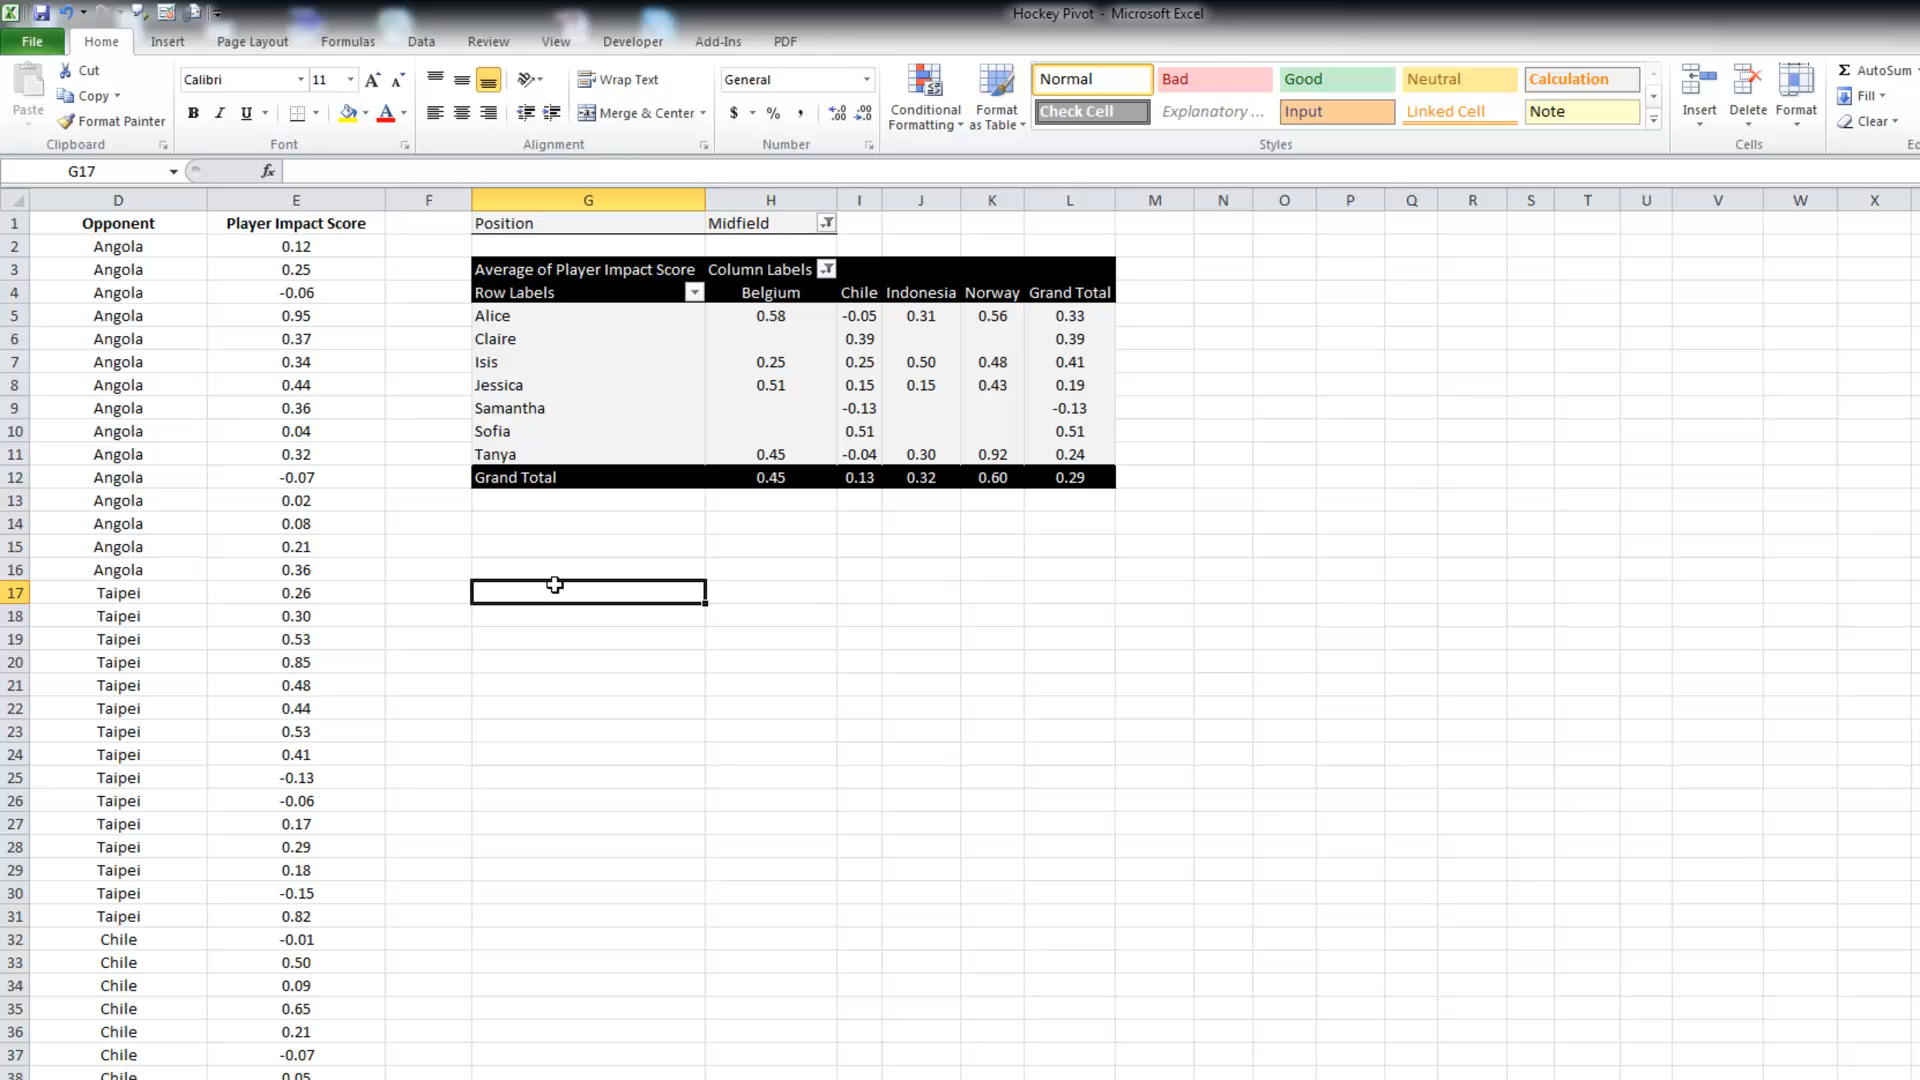 Hockey Pivot - Microsoft Excel
File Home Insert Page Layout Formulas Data Review View Developer Add-Ins PDF
Paste Cut Copy Format Painter Clipboard
Calibri 11 A A B I U A Font
Wrap Text Merge & Center Alignment
General $ % , .00 Number
Conditional Formatting Format as Table Normal Bad Good Neutral Calculation
Check Cell Explanatory ... Input Linked Cell Note
Styles
Insert Delete Format Cells
Σ AutoSum Fill Clear
G17 fx
D E F G H I J K L M N O P Q R S T U V W X
1 Opponent Player Impact Score Position Midfield
2 Angola 0.12
3 Angola 0.25 Average of Player Impact Score Column Labels
4 Angola -0.06 Row Labels Belgium Chile Indonesia Norway Grand Total
5 Angola 0.95 Alice 0.58 -0.05 0.31 0.56 0.33
6 Angola 0.37 Claire 0.39 0.39
7 Angola 0.34 Isis 0.25 0.25 0.50 0.48 0.41
8 Angola 0.44 Jessica 0.51 0.15 0.15 0.43 0.19
9 Angola 0.36 Samantha -0.13 -0.13
10 Angola 0.04 Sofia 0.51 0.51
11 Angola 0.32 Tanya 0.45 -0.04 0.30 0.92 0.24
12 Angola -0.07 Grand Total 0.45 0.13 0.32 0.60 0.29
13 Angola 0.02
14 Angola 0.08
15 Angola 0.21
16 Angola 0.36
17 Taipei 0.26
18 Taipei 0.30
19 Taipei 0.53
20 Taipei 0.85
21 Taipei 0.48
22 Taipei 0.44
23 Taipei 0.53
24 Taipei 0.41
25 Taipei -0.13
26 Taipei -0.06
27 Taipei 0.17
28 Taipei 0.29
29 Taipei 0.18
30 Taipei -0.15
31 Taipei 0.82
32 Chile -0.01
33 Chile 0.50
34 Chile 0.09
35 Chile 0.65
36 Chile 0.21
37 Chile -0.07
38 Chile 0.05